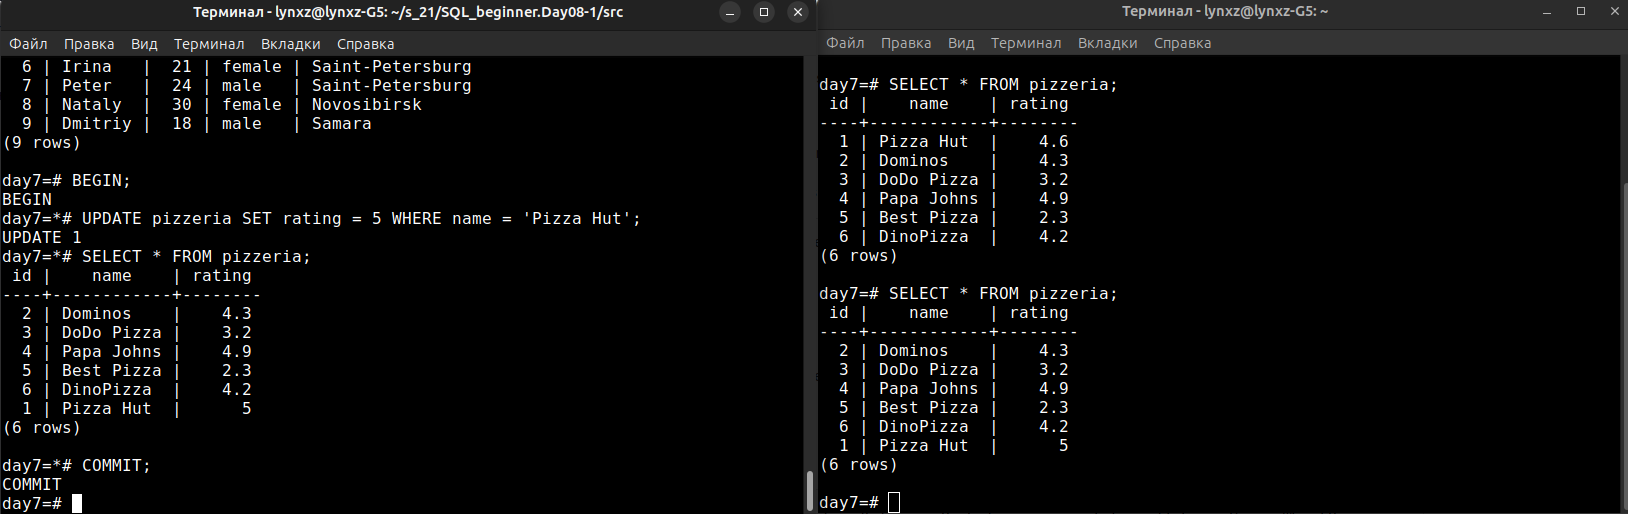 Терминал - lynxz@lynxz-G5: ~/s_21/SQL_beginner.Day08-1/src
Файл Правка Вид Терминал Вкладки Справка
  6 | Irina   |  21 | female | Saint-Petersburg
  7 | Peter   |  24 | male   | Saint-Petersburg
  8 | Nataly  |  30 | female | Novosibirsk
  9 | Dmitriy |  18 | male   | Samara
(9 rows)
day7=# BEGIN;
BEGIN
day7=*# UPDATE pizzeria SET rating = 5 WHERE name = 'Pizza Hut';
UPDATE 1
day7=*# SELECT * FROM pizzeria;
 id |    name    | rating
----+------------+--------
  2 | Dominos    |    4.3
  3 | DoDo Pizza |    3.2
  4 | Papa Johns |    4.9
  5 | Best Pizza |    2.3
  6 | DinoPizza  |    4.2
  1 | Pizza Hut  |      5
(6 rows)
day7=*# COMMIT;
COMMIT
day7=#
Терминал - lynxz@lynxz-G5: ~
Файл Правка Вид Терминал Вкладки Справка
day7=# SELECT * FROM pizzeria;
 id |    name    | rating
----+------------+--------
  1 | Pizza Hut  |    4.6
  2 | Dominos    |    4.3
  3 | DoDo Pizza |    3.2
  4 | Papa Johns |    4.9
  5 | Best Pizza |    2.3
  6 | DinoPizza  |    4.2
(6 rows)
day7=# SELECT * FROM pizzeria;
 id |    name    | rating
----+------------+--------
  2 | Dominos    |    4.3
  3 | DoDo Pizza |    3.2
  4 | Papa Johns |    4.9
  5 | Best Pizza |    2.3
  6 | DinoPizza  |    4.2
  1 | Pizza Hut  |      5
(6 rows)
day7=#